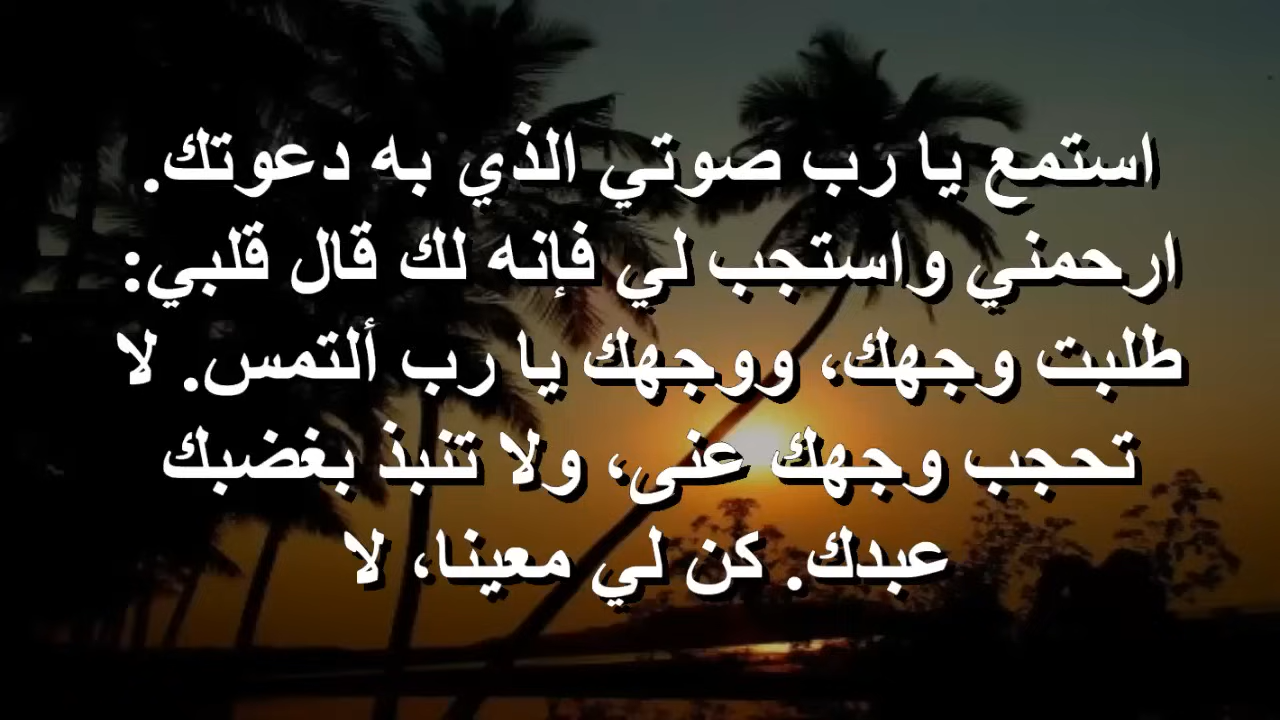 استمع يا رب صوتي الذي به دعوتك.
ارحمني واستجب لي فإنه لك قال قلبي:
طلبت وجهك، ووجهك يا رب ألتمس. لا
تحجب وجهك عنى، ولا تنبذ بغضبك
عبدك. كن لي معينا، لا